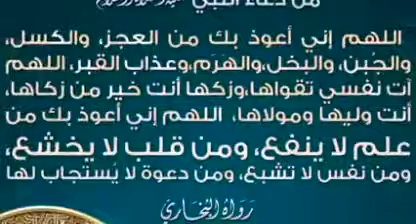 من دعاء النبي
اللهم إني أعوذ بك من العجز، والكسل،
والجُبن، والبخل،والهَرَم،وعذاب القبر، اللهم
آت نفسي تقواها،وزكها أنت خير من زكاها،
أنت وليها ومولاها، اللهم إني أعوذ بك من
علم لا ينفع، ومن قلب لا يخشع،
ومن نفس لا تشبع، ومن دعوة لا يُستجاب لها
رواه البخاري